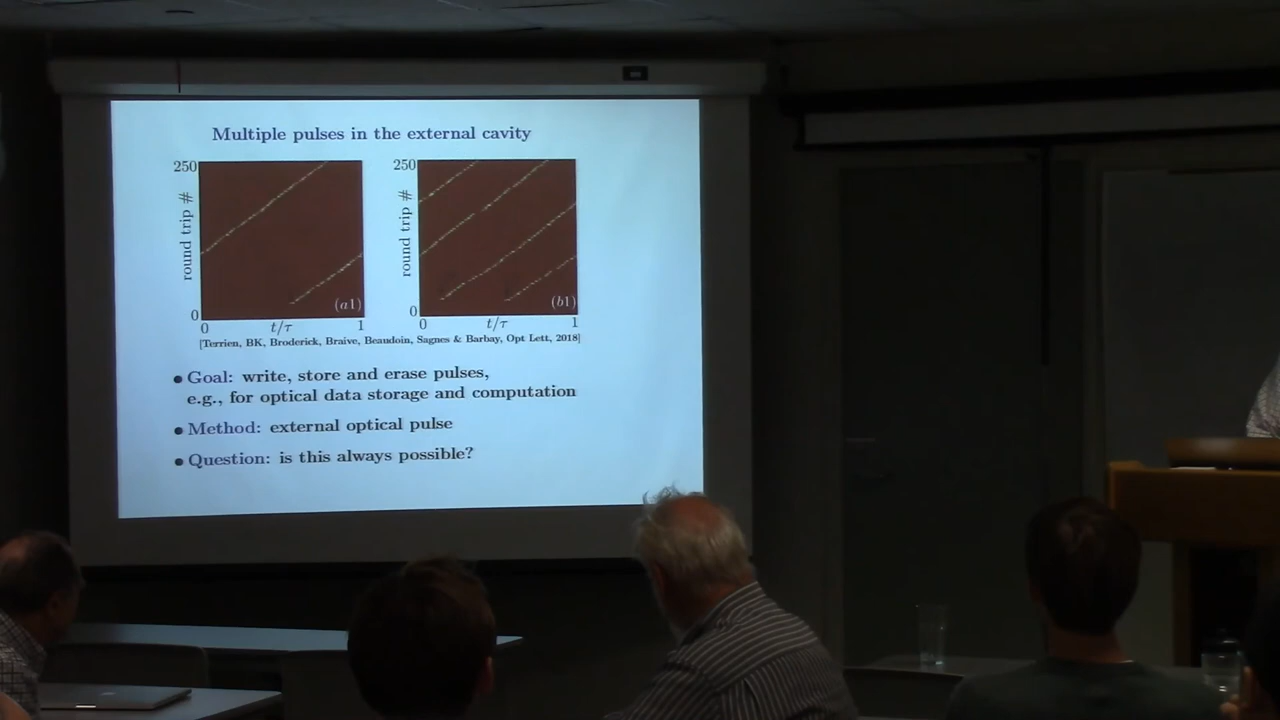 Multiple pulses in the external cavity
250
round trip #
0
0
t/τ
1
(a1)
250
round trip #
0
0
t/τ
1
(b1)
[Terrien, BK, Broderick, Braive, Beaudoin, Sagnes & Barbay, Opt Lett, 2018]
• Goal: write, store and erase pulses,
e.g., for optical data storage and computation
• Method: external optical pulse
• Question: is this always possible?